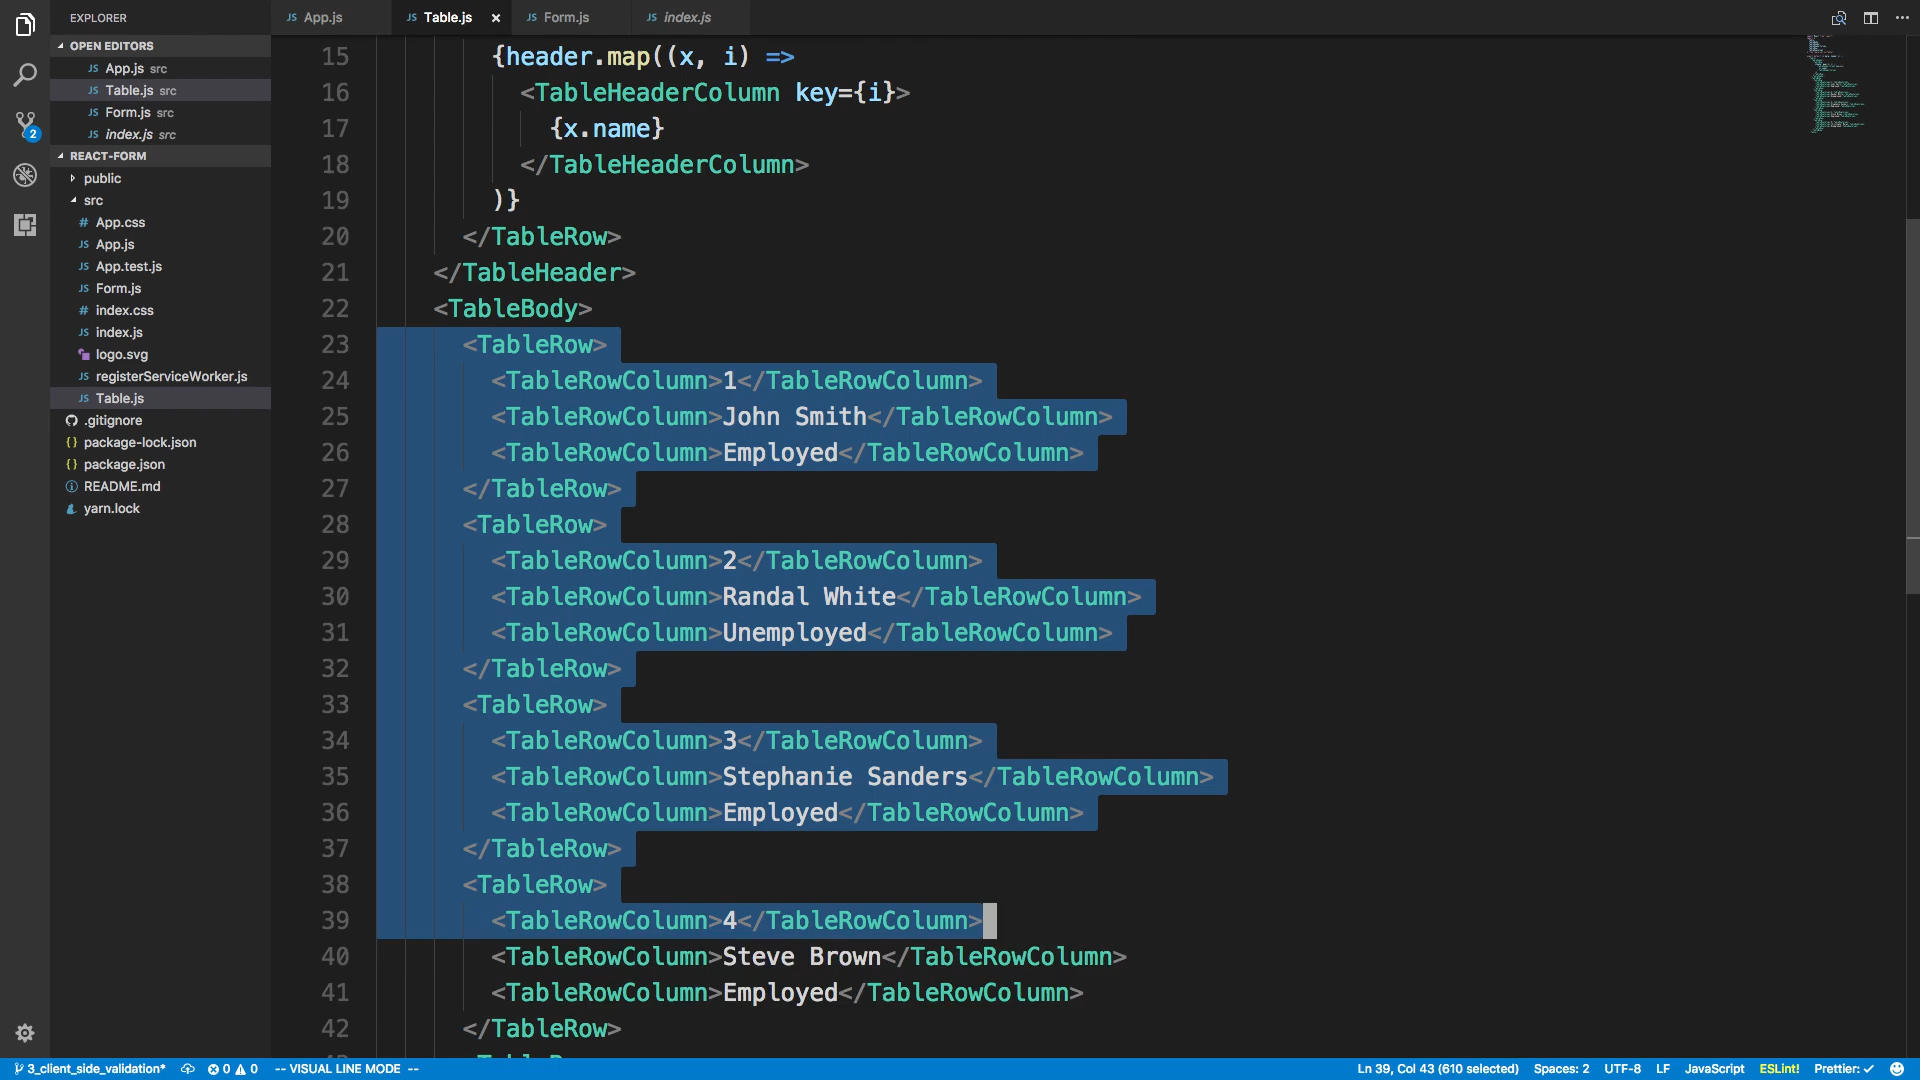 EXPLORER
OPEN EDITORS
JS App.js src
JS Table.js src
JS Form.js src
JS index.js src
REACT-FORM
public
src
# App.css
JS App.js
JS App.test.js
JS Form.js
# index.css
JS index.js
logo.svg
JS registerServiceWorker.js
JS Table.js
.gitignore
{} package-lock.json
{} package.json
README.md
yarn.lock
2
JS App.js
JS Table.js ×
JS Form.js
JS index.js
15 {header.map((x, i) =>
16 <TableHeaderColumn key={i}>
17 {x.name}
18 </TableHeaderColumn>
19 )}
20 </TableRow>
21 </TableHeader>
22 <TableBody>
23 <TableRow>
24 <TableRowColumn>1</TableRowColumn>
25 <TableRowColumn>John Smith</TableRowColumn>
26 <TableRowColumn>Employed</TableRowColumn>
27 </TableRow>
28 <TableRow>
29 <TableRowColumn>2</TableRowColumn>
30 <TableRowColumn>Randal White</TableRowColumn>
31 <TableRowColumn>Unemployed</TableRowColumn>
32 </TableRow>
33 <TableRow>
34 <TableRowColumn>3</TableRowColumn>
35 <TableRowColumn>Stephanie Sanders</TableRowColumn>
36 <TableRowColumn>Employed</TableRowColumn>
37 </TableRow>
38 <TableRow>
39 <TableRowColumn>4</TableRowColumn>
40 <TableRowColumn>Steve Brown</TableRowColumn>
41 <TableRowColumn>Employed</TableRowColumn>
42 </TableRow>
3_client_side_validation* 0 0 -- VISUAL LINE MODE -- Ln 39, Col 43 (610 selected) Spaces: 2 UTF-8 LF JavaScript ESLint! Prettier: ✓